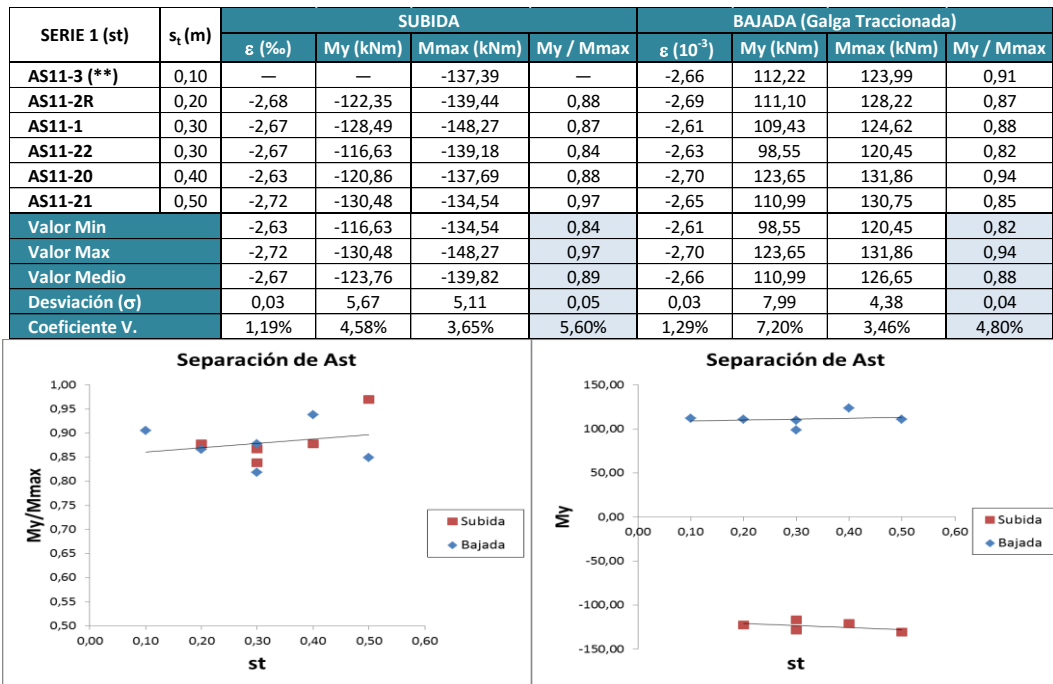 SERIE 1 (st) s_t (m) SUBIDA BAJADA (Galga Traccionada)
ε (‰) My (kNm) Mmax (kNm) My / Mmax ε (10⁻³) My (kNm) Mmax (kNm) My / Mmax
AS11-3 (**) 0,10 — — -137,39 — -2,66 112,22 123,99 0,91
AS11-2R 0,20 -2,68 -122,35 -139,44 0,88 -2,69 111,10 128,22 0,87
AS11-1 0,30 -2,67 -128,49 -148,27 0,87 -2,61 109,43 124,62 0,88
AS11-22 0,30 -2,67 -116,63 -139,18 0,84 -2,63 98,55 120,45 0,82
AS11-20 0,40 -2,63 -120,86 -137,69 0,88 -2,70 123,65 131,86 0,94
AS11-21 0,50 -2,72 -130,48 -134,54 0,97 -2,65 110,99 130,75 0,85
Valor Min -2,63 -116,63 -134,54 0,84 -2,61 98,55 120,45 0,82
Valor Max -2,72 -130,48 -148,27 0,97 -2,70 123,65 131,86 0,94
Valor Medio -2,67 -123,76 -139,82 0,89 -2,66 110,99 126,65 0,88
Desviación (σ) 0,03 5,67 5,11 0,05 0,03 7,99 4,38 0,04
Coeficiente V. 1,19% 4,58% 3,65% 5,60% 1,29% 7,20% 3,46% 4,80%
Separación de Ast
My/Mmax
1,00
0,95
0,90
0,85
0,80
0,75
0,70
0,65
0,60
0,55
0,50
0,00 0,10 0,20 0,30 0,40 0,50 0,60
st
Subida
Bajada
Separación de Ast
My
150,00
100,00
50,00
0,00
-50,00
-100,00
-150,00
0,00 0,10 0,20 0,30 0,40 0,50 0,60
st
Subida
Bajada